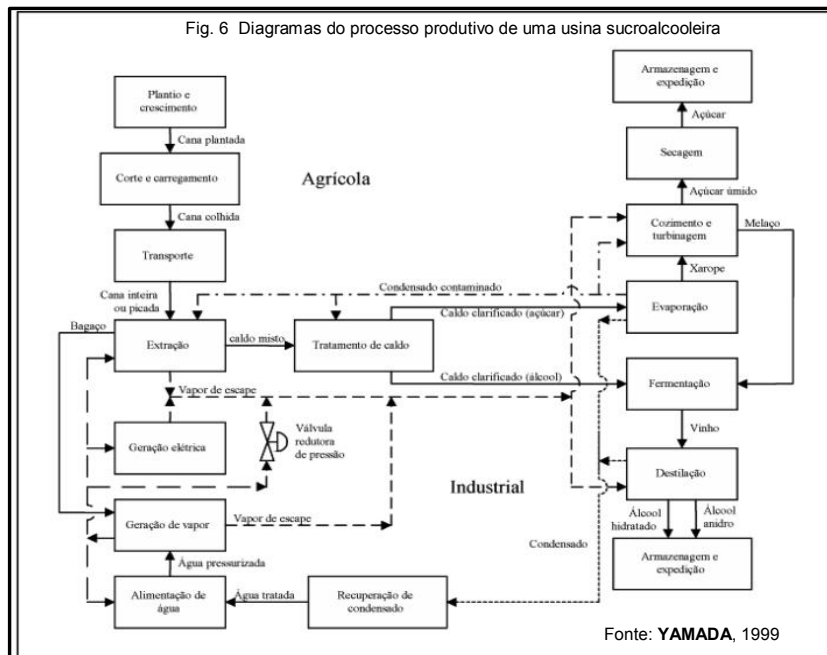 Fig. 6 Diagramas do processo produtivo de uma usina sucroalcooleira
Plantio e
crescimento
Cana plantada
Corte e carregamento
Cana colhida
Transporte
Cana inteira
ou picada
Agrícola
Armazenagem e
expedição
Açúcar
Secagem
Açúcar úmido
Cozimento e
turbinagem
Melaço
Xarope
Evaporação
Condensado contaminado
Caldo clarificado (açúcar)
Bagaço
Extração
caldo misto
Tratamento de caldo
Caldo clarificado (álcool)
Fermentação
Vapor de escape
Vinho
Geração elétrica
Válvula
redutora
de pressão
Industrial
Destilação
Álcool
hidratado
Álcool
anidro
Geração de vapor
Vapor de escape
Condensado
Armazenagem e
expedição
Água pressurizada
Alimentação de
água
Água tratada
Recuperação de
condensado
Fonte: YAMADA, 1999